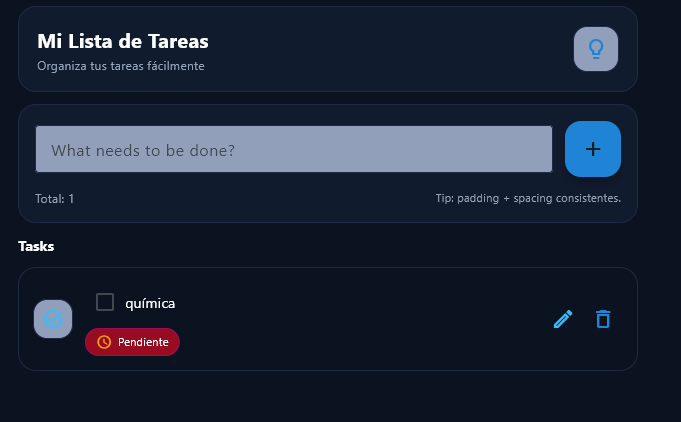 Mi Lista de Tareas
Organiza tus tareas fácilmente
What needs to be done?
+
Total: 1
Tip: padding + spacing consistentes.
Tasks
química
Pendiente